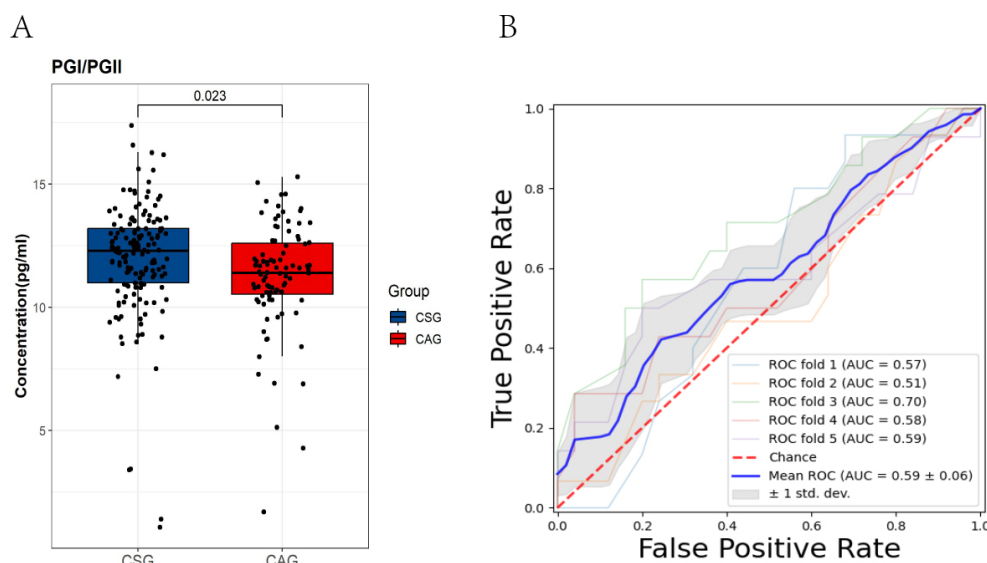 A
B
PGI/PGII
0.023
Concentration(pg/ml)
15
10
5
CSG
CAG
Group
CSG
CAG
True Positive Rate
1.0
0.8
0.6
0.4
0.2
0.0
0.0 0.2 0.4 0.6 0.8 1.0
False Positive Rate
ROC fold 1 (AUC = 0.57)
ROC fold 2 (AUC = 0.51)
ROC fold 3 (AUC = 0.70)
ROC fold 4 (AUC = 0.58)
ROC fold 5 (AUC = 0.59)
Chance
Mean ROC (AUC = 0.59 ± 0.06)
± 1 std. dev.